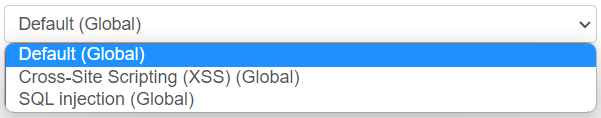 Default (Global)
Default (Global)
Cross-Site Scripting (XSS) (Global)
SQL injection (Global)